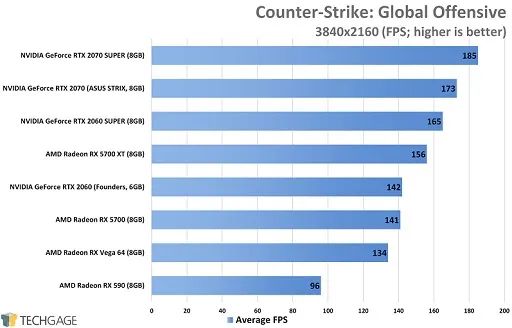 Counter-Strike: Global Offensive
3840x2160 (FPS; higher is better)
NVIDIA GeForce RTX 2070 SUPER (8GB) 185
NVIDIA GeForce RTX 2070 (ASUS STRIX, 8GB) 173
NVIDIA GeForce RTX 2060 SUPER (8GB) 165
AMD Radeon RX 5700 XT (8GB) 156
NVIDIA GeForce RTX 2060 (Founders, 6GB) 142
AMD Radeon RX 5700 (8GB) 141
AMD Radeon RX Vega 64 (8GB) 134
AMD Radeon RX 590 (8GB) 96
0 20 40 60 80 100 120 140 160 180 200
TECHGAGE Average FPS